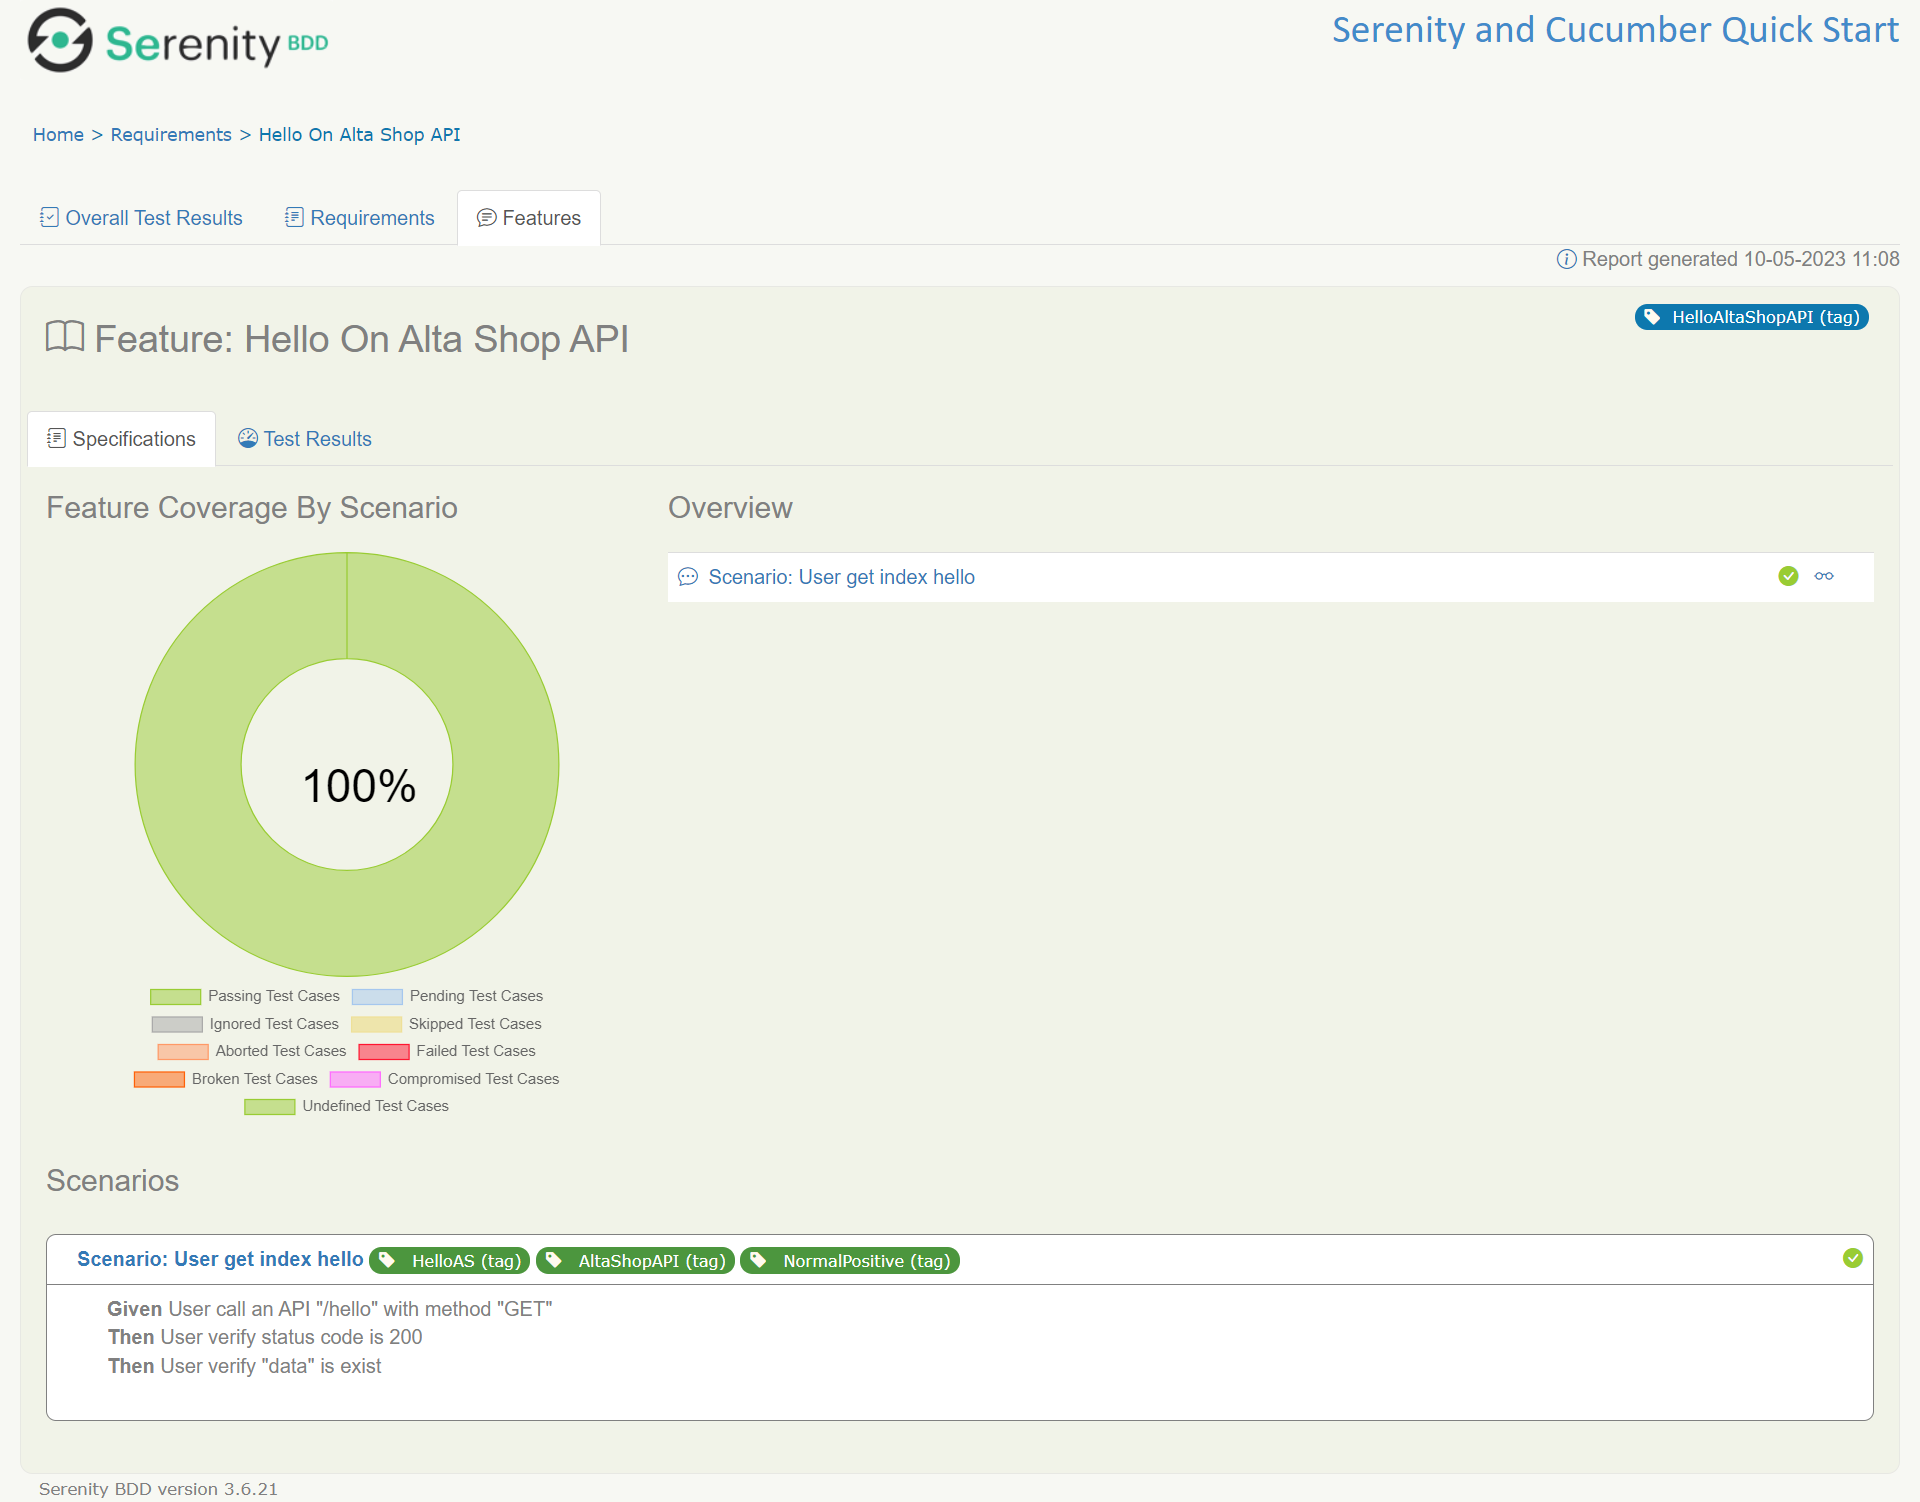 Serenity BDD
Serenity and Cucumber Quick Start
Home > Requirements > Hello On Alta Shop API
Overall Test Results
Requirements
Features
Report generated 10-05-2023 11:08
Feature: Hello On Alta Shop API
HelloAltaShopAPI (tag)
Specifications
Test Results
Feature Coverage By Scenario
100%
Passing Test Cases
Pending Test Cases
Ignored Test Cases
Skipped Test Cases
Aborted Test Cases
Failed Test Cases
Broken Test Cases
Compromised Test Cases
Undefined Test Cases
Overview
Scenario: User get index hello
Scenarios
Scenario: User get index hello HelloAS (tag) AltaShopAPI (tag) NormalPositive (tag)
Given User call an API "/hello" with method "GET"
Then User verify status code is 200
Then User verify "data" is exist
Serenity BDD version 3.6.21